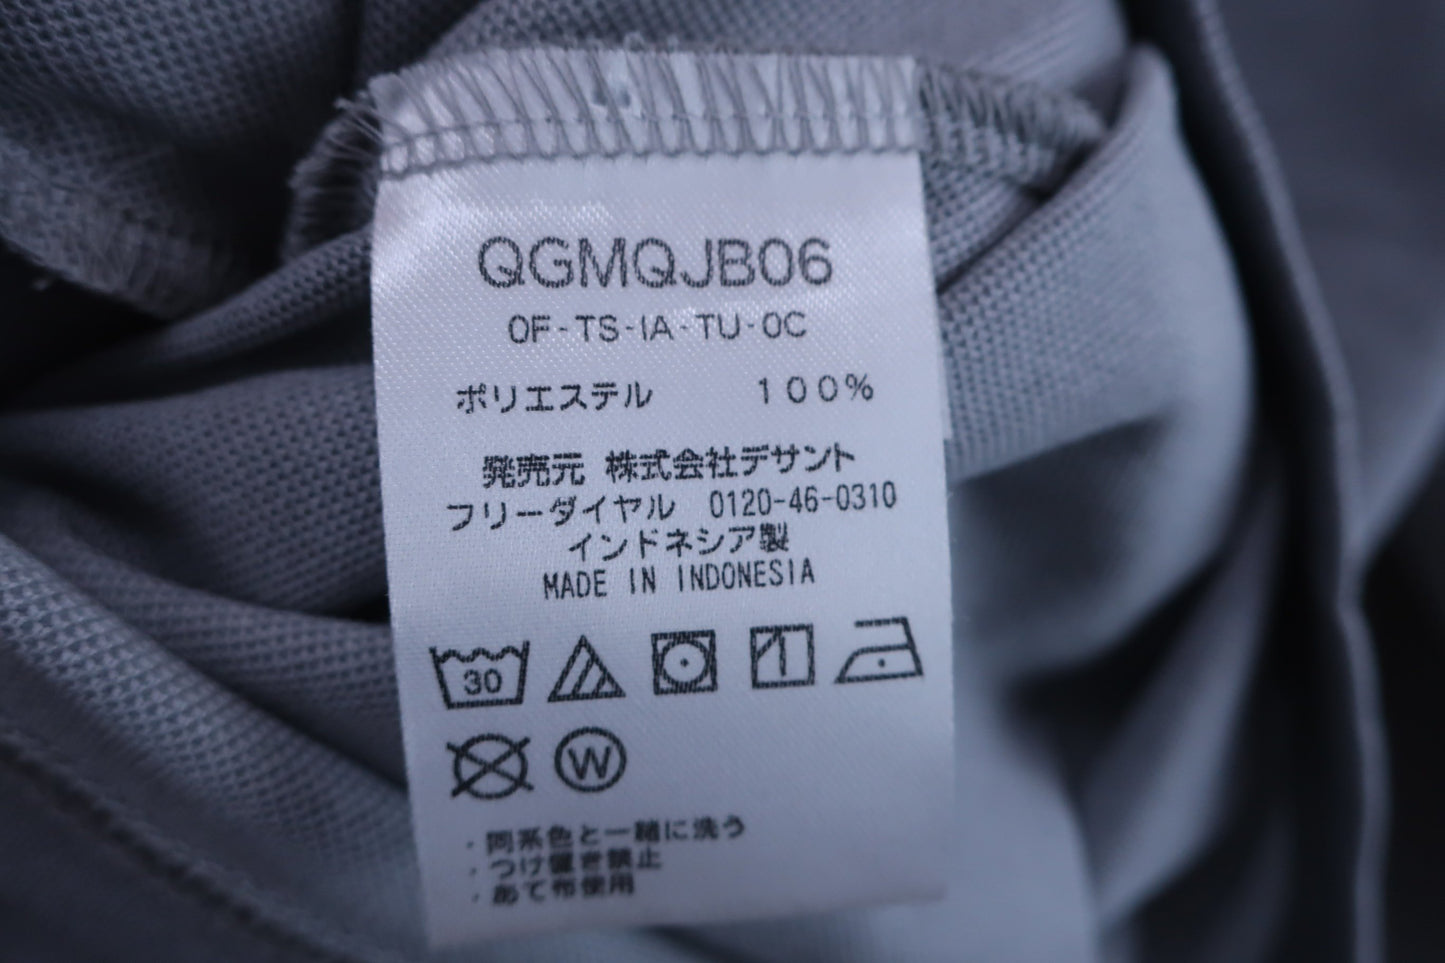 QGMQJB06
0F-TS-IA-TU-0C
ポリエステル 100%
発売元 株式会社デサント
フリーダイヤル 0120-46-0310
インドネシア製
MADE IN INDONESIA
30
W
・同系色と一緒に洗う
・つけ置き禁止
・あて布使用